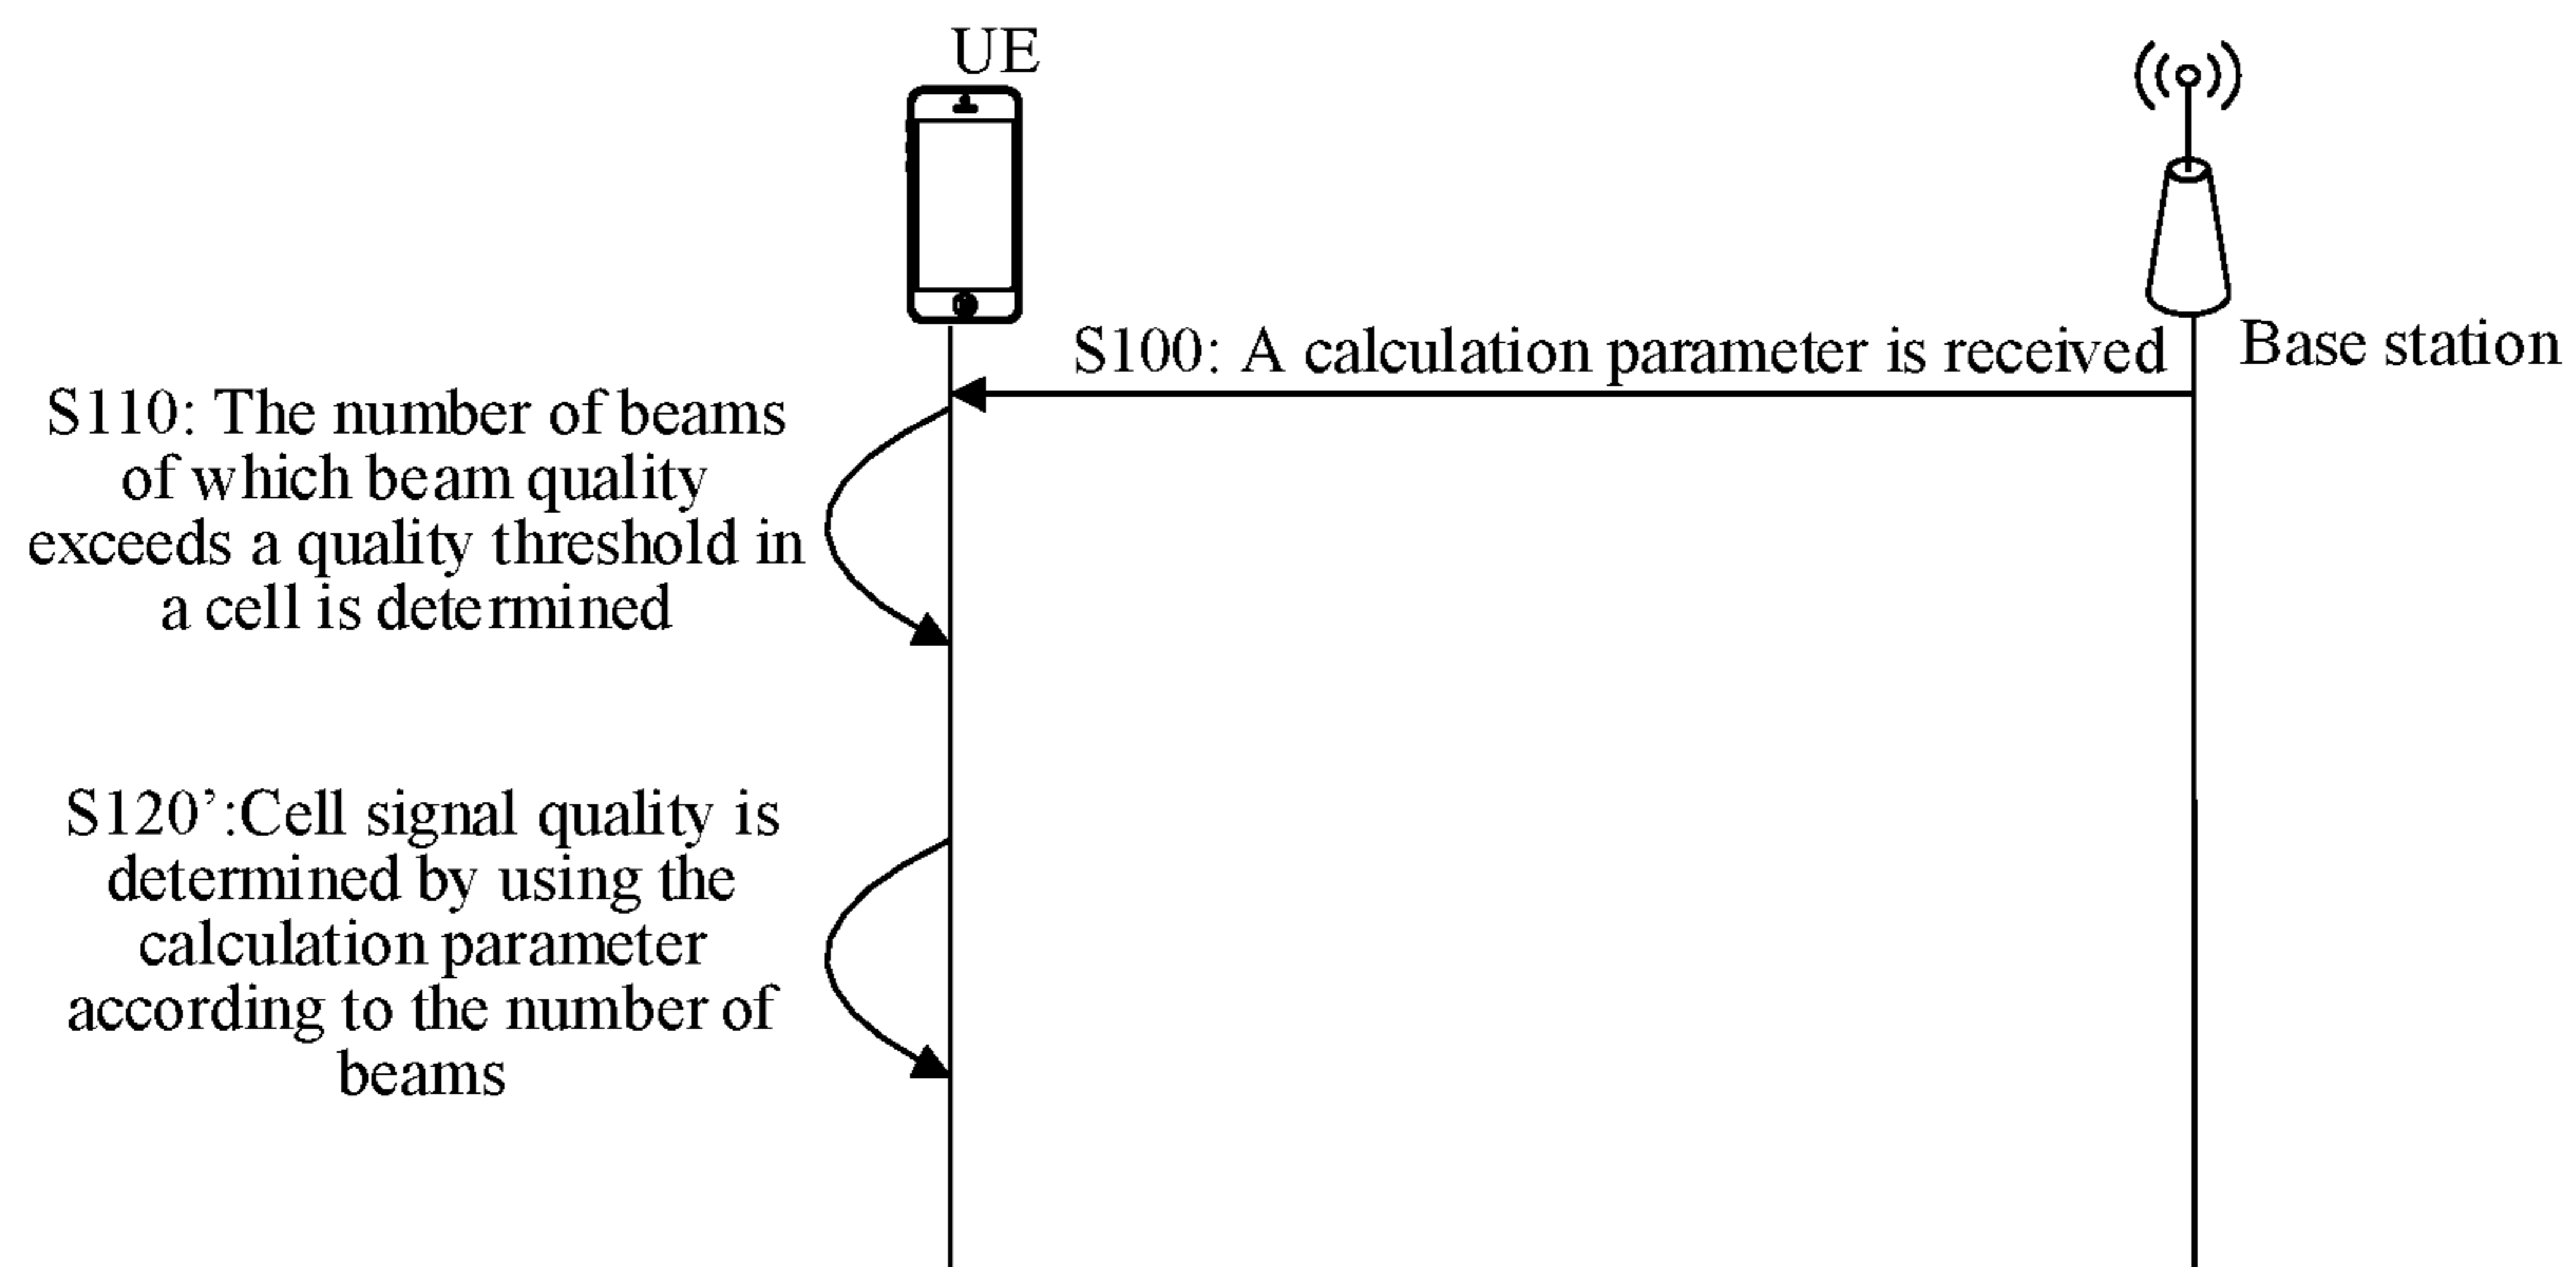 UE
S100: A calculation parameter is received
Base station
S110: The number of beams
of which beam quality
exceeds a quality threshold in
a cell is determined
S120’:Cell signal quality is
determined by using the
calculation parameter
according to the number of
beams